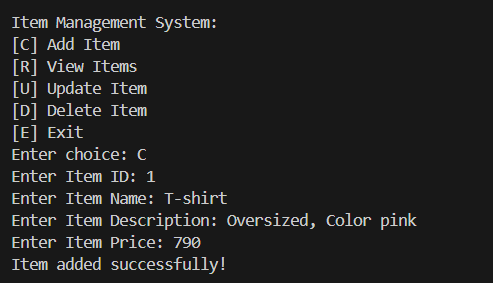 Item Management System:
[C] Add Item
[R] View Items
[U] Update Item
[D] Delete Item
[E] Exit
Enter choice: C
Enter Item ID: 1
Enter Item Name: T-shirt
Enter Item Description: Oversized, Color pink
Enter Item Price: 790
Item added successfully!